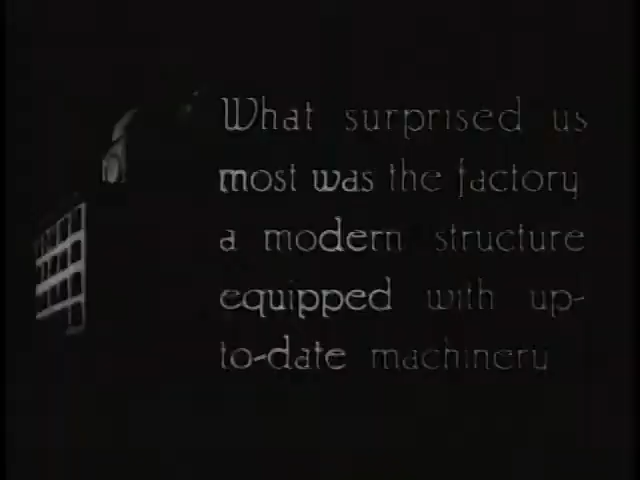 What surprised us
most was the factory
a modern structure
equipped with up-
to-date machinery